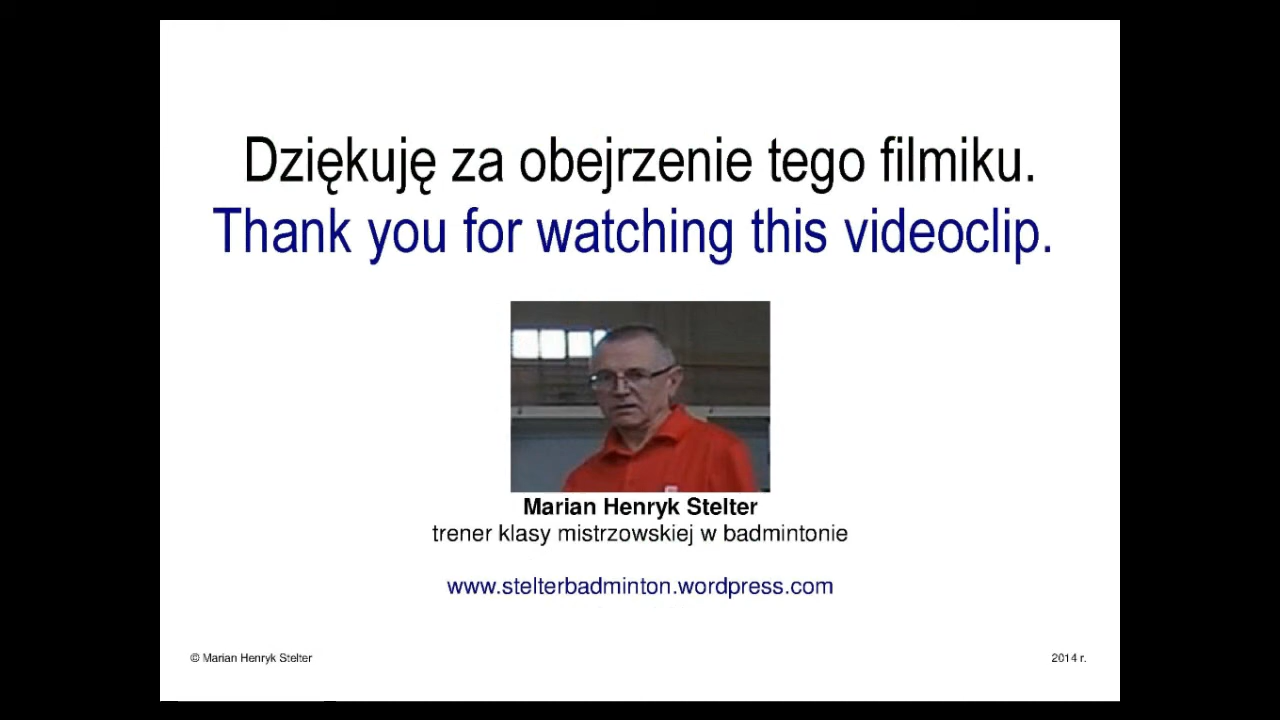 Dziękuję za obejrzenie tego filmiku.
Thank you for watching this videoclip.
Marian Henryk Stelter
trener klasy mistrzowskiej w badmintonie
www.stelterbadminton.wordpress.com
© Marian Henryk Stelter
2014 r.